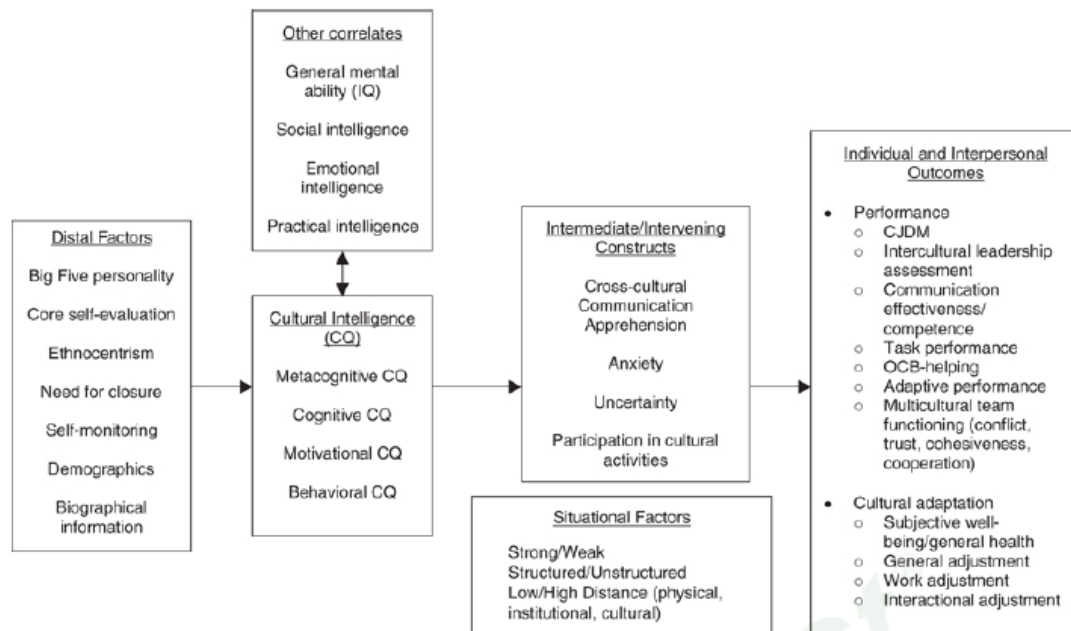 Other correlates
General mental
ability (IQ)
Social intelligence
Emotional
intelligence
Practical intelligence
Distal Factors
Big Five personality
Core self-evaluation
Ethnocentrism
Need for closure
Self-monitoring
Demographics
Biographical
information
Cultural Intelligence
(CQ)
Metacognitive CQ
Cognitive CQ
Motivational CQ
Behavioral CQ
Intermediate/Intervening
Constructs
Cross-cultural
Communication
Apprehension
Anxiety
Uncertainty
Participation in cultural
activities
Situational Factors
Strong/Weak
Structured/Unstructured
Low/High Distance (physical,
institutional, cultural)
Individual and Interpersonal
Outcomes
• Performance
o CJDM
o Intercultural leadership
assessment
o Communication
effectiveness/
competence
o Task performance
o OCB-helping
o Adaptive performance
o Multicultural team
functioning (conflict,
trust, cohesiveness,
cooperation)
• Cultural adaptation
o Subjective well-
being/general health
o General adjustment
o Work adjustment
o Interactional adjustment